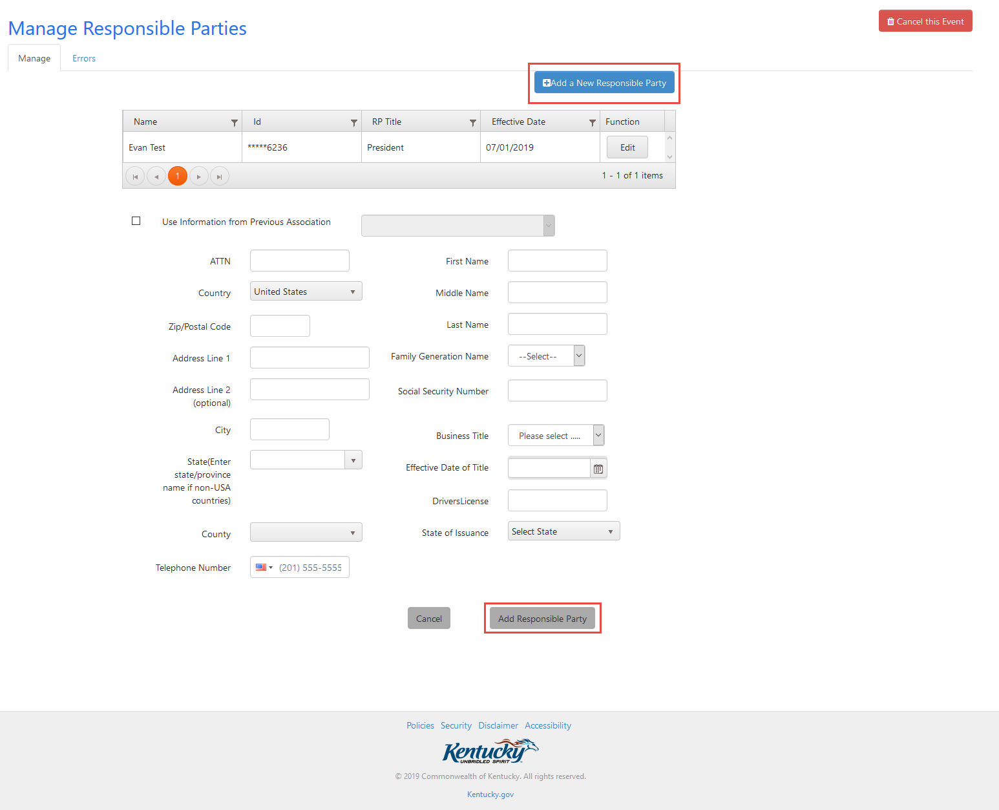 Manage Responsible Parties
Cancel this Event
Manage
Errors
Add a New Responsible Party
Name
Id
RP Title
Effective Date
Function
Evan Test
*****6236
President
07/01/2019
Edit
1
1 - 1 of 1 items
Use Information from Previous Association
ATTN
First Name
Country
United States
Middle Name
Zip/Postal Code
Last Name
Address Line 1
Family Generation Name
--Select--
Address Line 2
(optional)
Social Security Number
City
Business Title
Please select .....
State(Enter
state/province
name if non-USA
countries)
Effective Date of Title
DriversLicense
County
State of Issuance
Select State
Telephone Number
(201) 555-5555
Cancel
Add Responsible Party
Policies
Security
Disclaimer
Accessibility
Kentucky
UNBRIDLED SPIRIT
© 2019 Commonwealth of Kentucky. All rights reserved.
Kentucky.gov